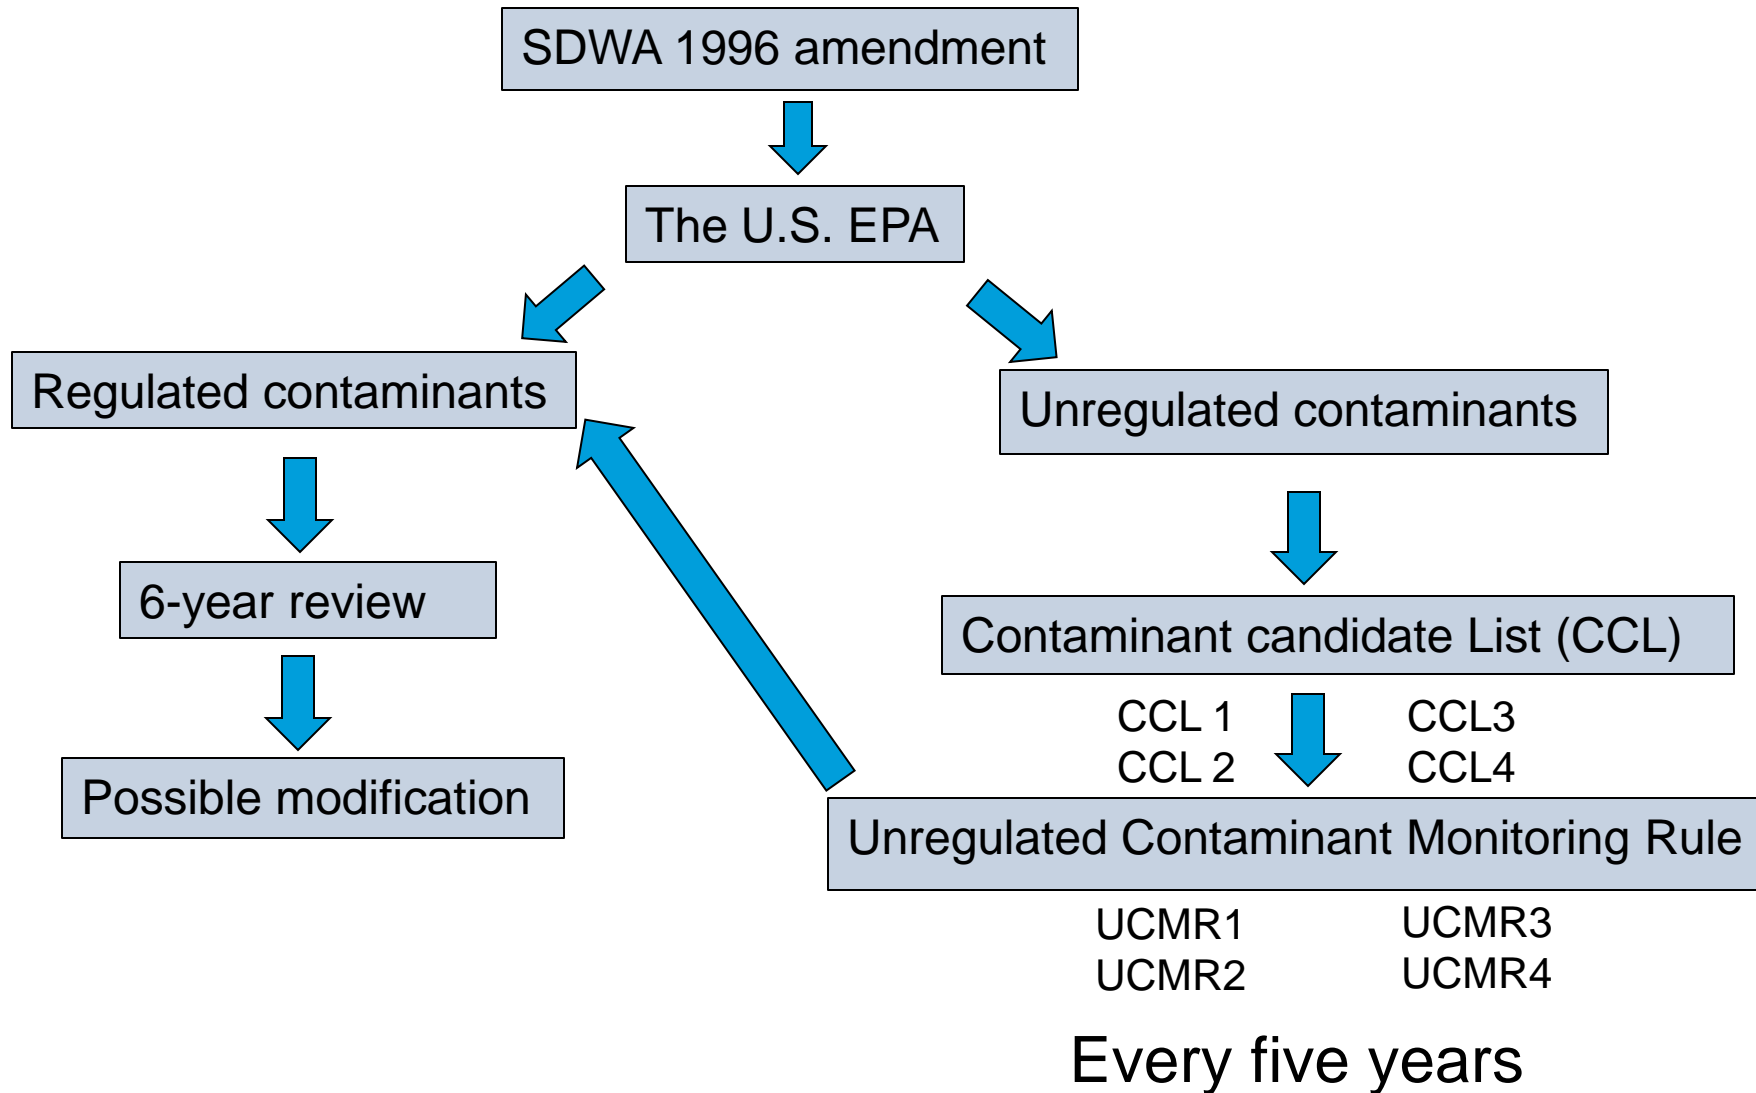 SDWA 1996 amendment
The U.S. EPA
Regulated contaminants
Unregulated contaminants
6-year review
Contaminant candidate List (CCL)
CCL 1
CCL 2
CCL3
CCL4
Possible modification
Unregulated Contaminant Monitoring Rule
UCMR1
UCMR2
UCMR3
UCMR4
Every five years